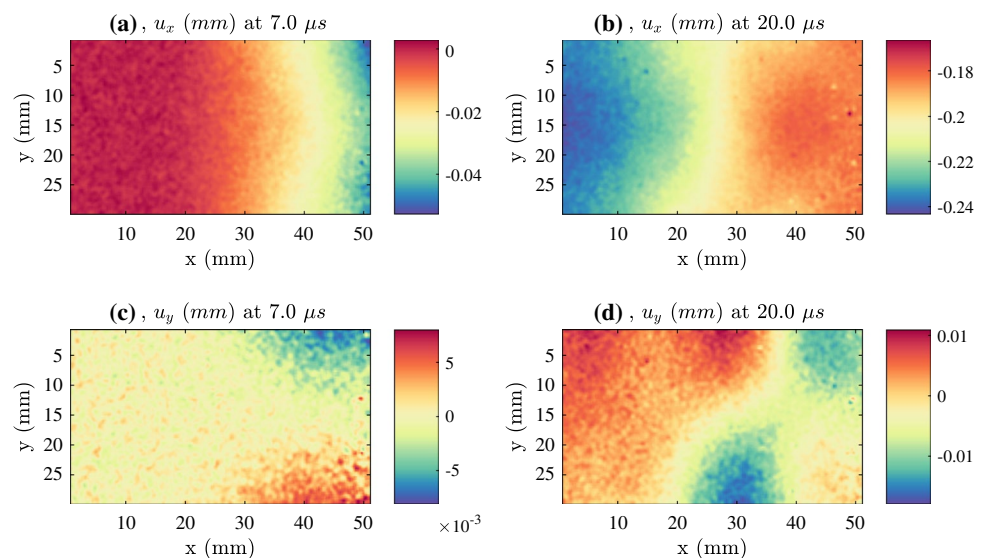 (a) , u_x (mm) at 7.0 μs
5
10
15
20
25
y (mm)
10 20 30 40 50
x (mm)
0
-0.02
-0.04
(b) , u_x (mm) at 20.0 μs
5
10
15
20
25
y (mm)
10 20 30 40 50
x (mm)
-0.18
-0.2
-0.22
-0.24
(c) , u_y (mm) at 7.0 μs
5
10
15
20
25
y (mm)
10 20 30 40 50
x (mm)
5
0
-5
×10⁻³
(d) , u_y (mm) at 20.0 μs
5
10
15
20
25
y (mm)
10 20 30 40 50
x (mm)
0.01
0
-0.01